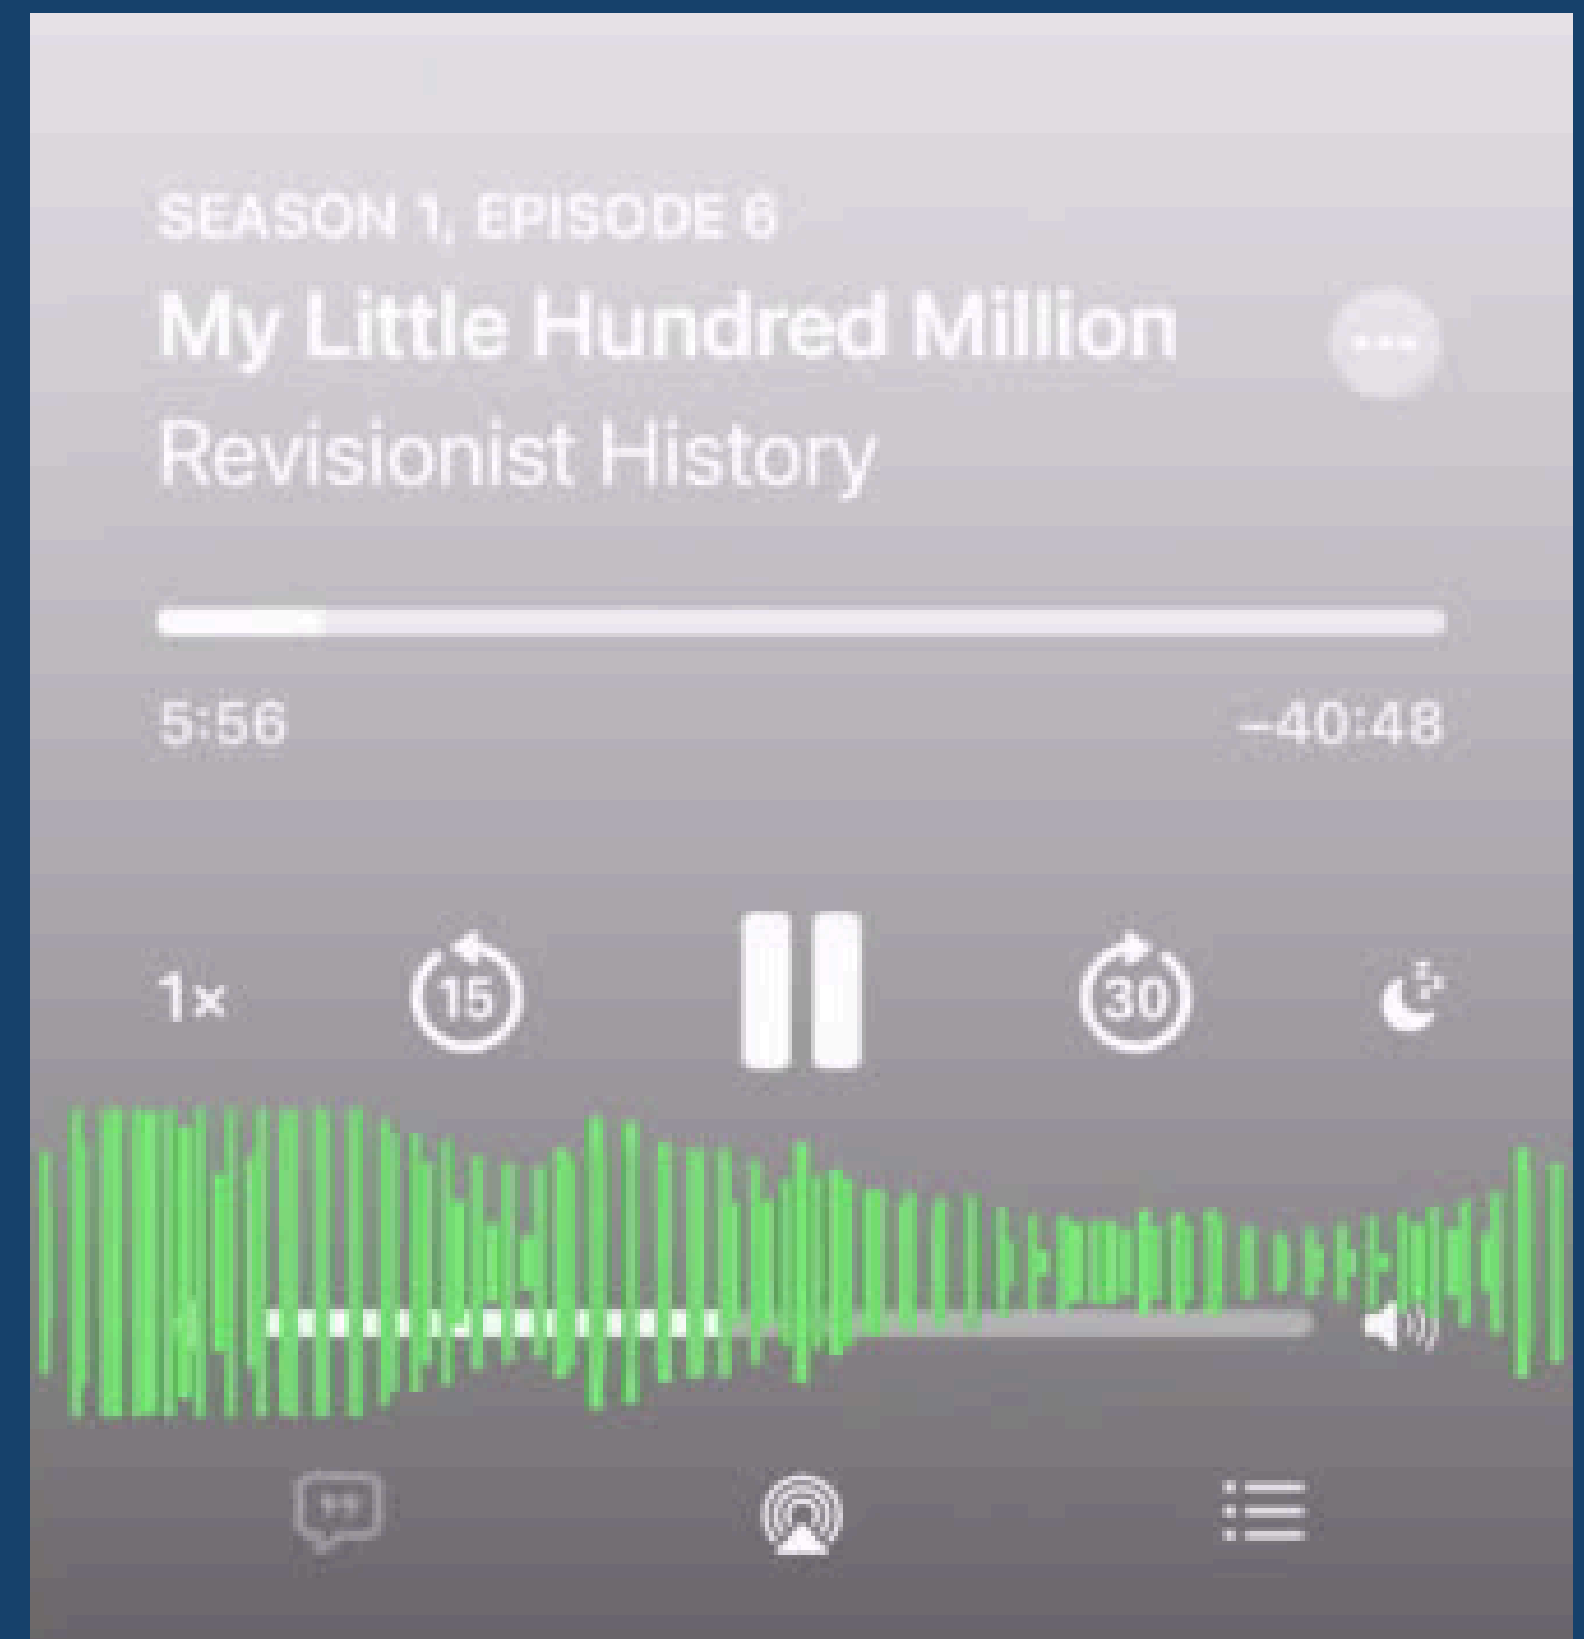 SEASON 1, EPISODE 6
My Little Hundred Million
Revisionist History
5:56 –40:48
1× 15 30